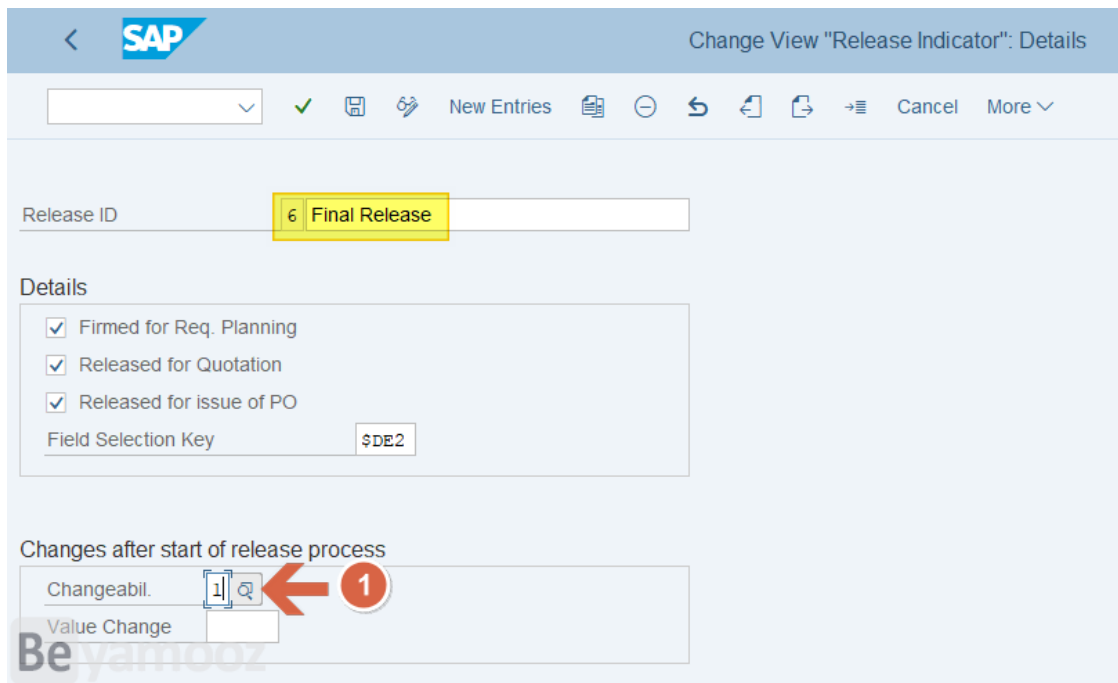 SAP
Change View "Release Indicator": Details
New Entries
Cancel
More
Release ID
6 Final Release
Details
Firmed for Req. Planning
Released for Quotation
Released for issue of PO
Field Selection Key $DE2
Changes after start of release process
Changeabil. 1
1
Value Change
Beyamooz